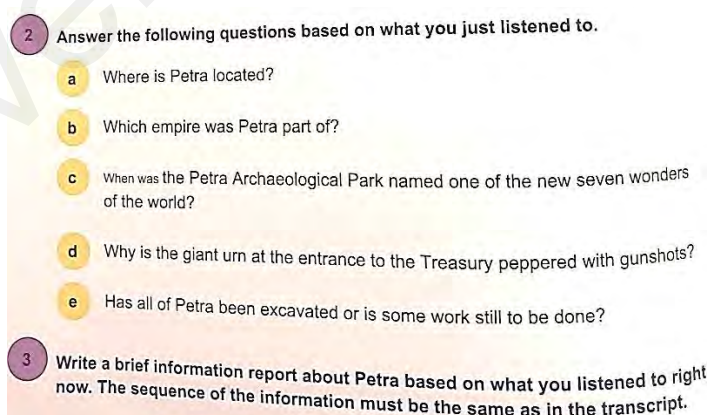 2 Answer the following questions based on what you just listened to.
a Where is Petra located?
b Which empire was Petra part of?
c When was the Petra Archaeological Park named one of the new seven wonders
of the world?
d Why is the giant urn at the entrance to the Treasury peppered with gunshots?
e Has all of Petra been excavated or is some work still to be done?
3 Write a brief information report about Petra based on what you listened to right
now. The sequence of the information must be the same as in the transcript.